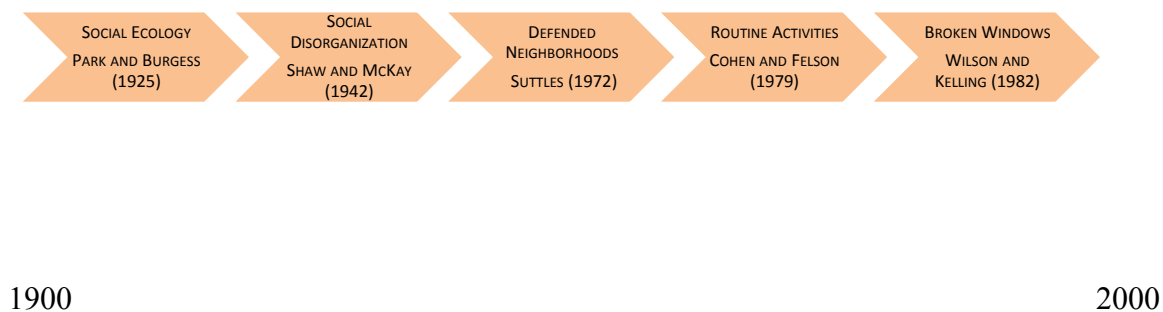 Social Ecology
Park and Burgess
(1925)
Social
Disorganization
Shaw and McKay
(1942)
Defended
Neighborhoods
Suttles (1972)
Routine Activities
Cohen and Felson
(1979)
Broken Windows
Wilson and
Kelling (1982)
1900
2000